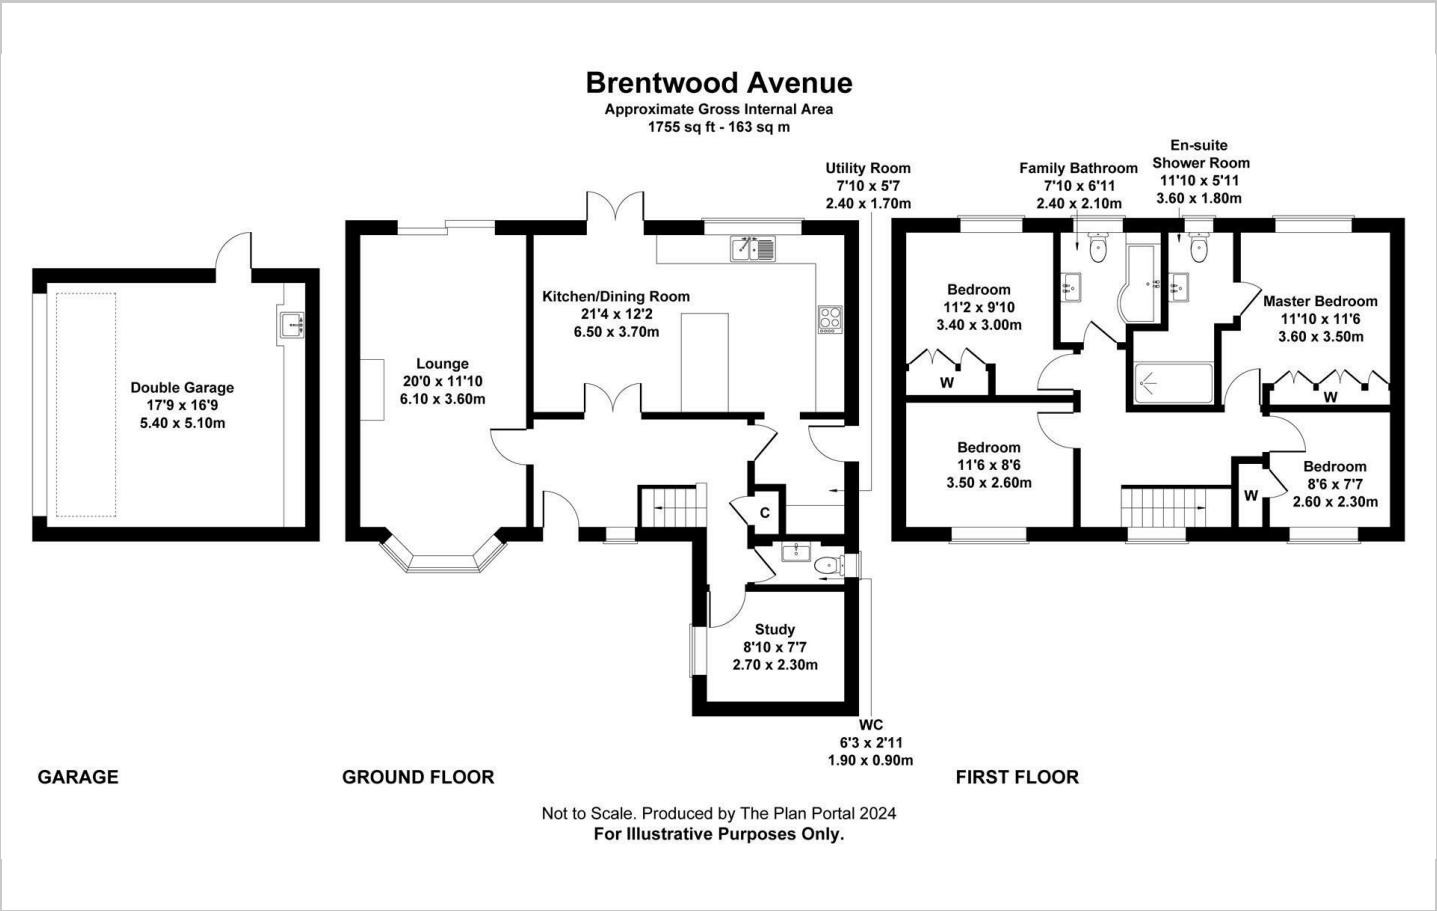 Brentwood Avenue
Approximate Gross Internal Area
1755 sq ft - 163 sq m
Utility Room
7'10 x 5'7
2.40 x 1.70m
Family Bathroom
7'10 x 6'11
2.40 x 2.10m
En-suite
Shower Room
11'10 x 5'11
3.60 x 1.80m
Double Garage
17'9 x 16'9
5.40 x 5.10m
Lounge
20'0 x 11'10
6.10 x 3.60m
Kitchen/Dining Room
21'4 x 12'2
6.50 x 3.70m
C
Study
8'10 x 7'7
2.70 x 2.30m
WC
6'3 x 2'11
1.90 x 0.90m
Bedroom
11'2 x 9'10
3.40 x 3.00m
W
Master Bedroom
11'10 x 11'6
3.60 x 3.50m
W
Bedroom
11'6 x 8'6
3.50 x 2.60m
W
Bedroom
8'6 x 7'7
2.60 x 2.30m
GARAGE
GROUND FLOOR
FIRST FLOOR
Not to Scale. Produced by The Plan Portal 2024
For Illustrative Purposes Only.